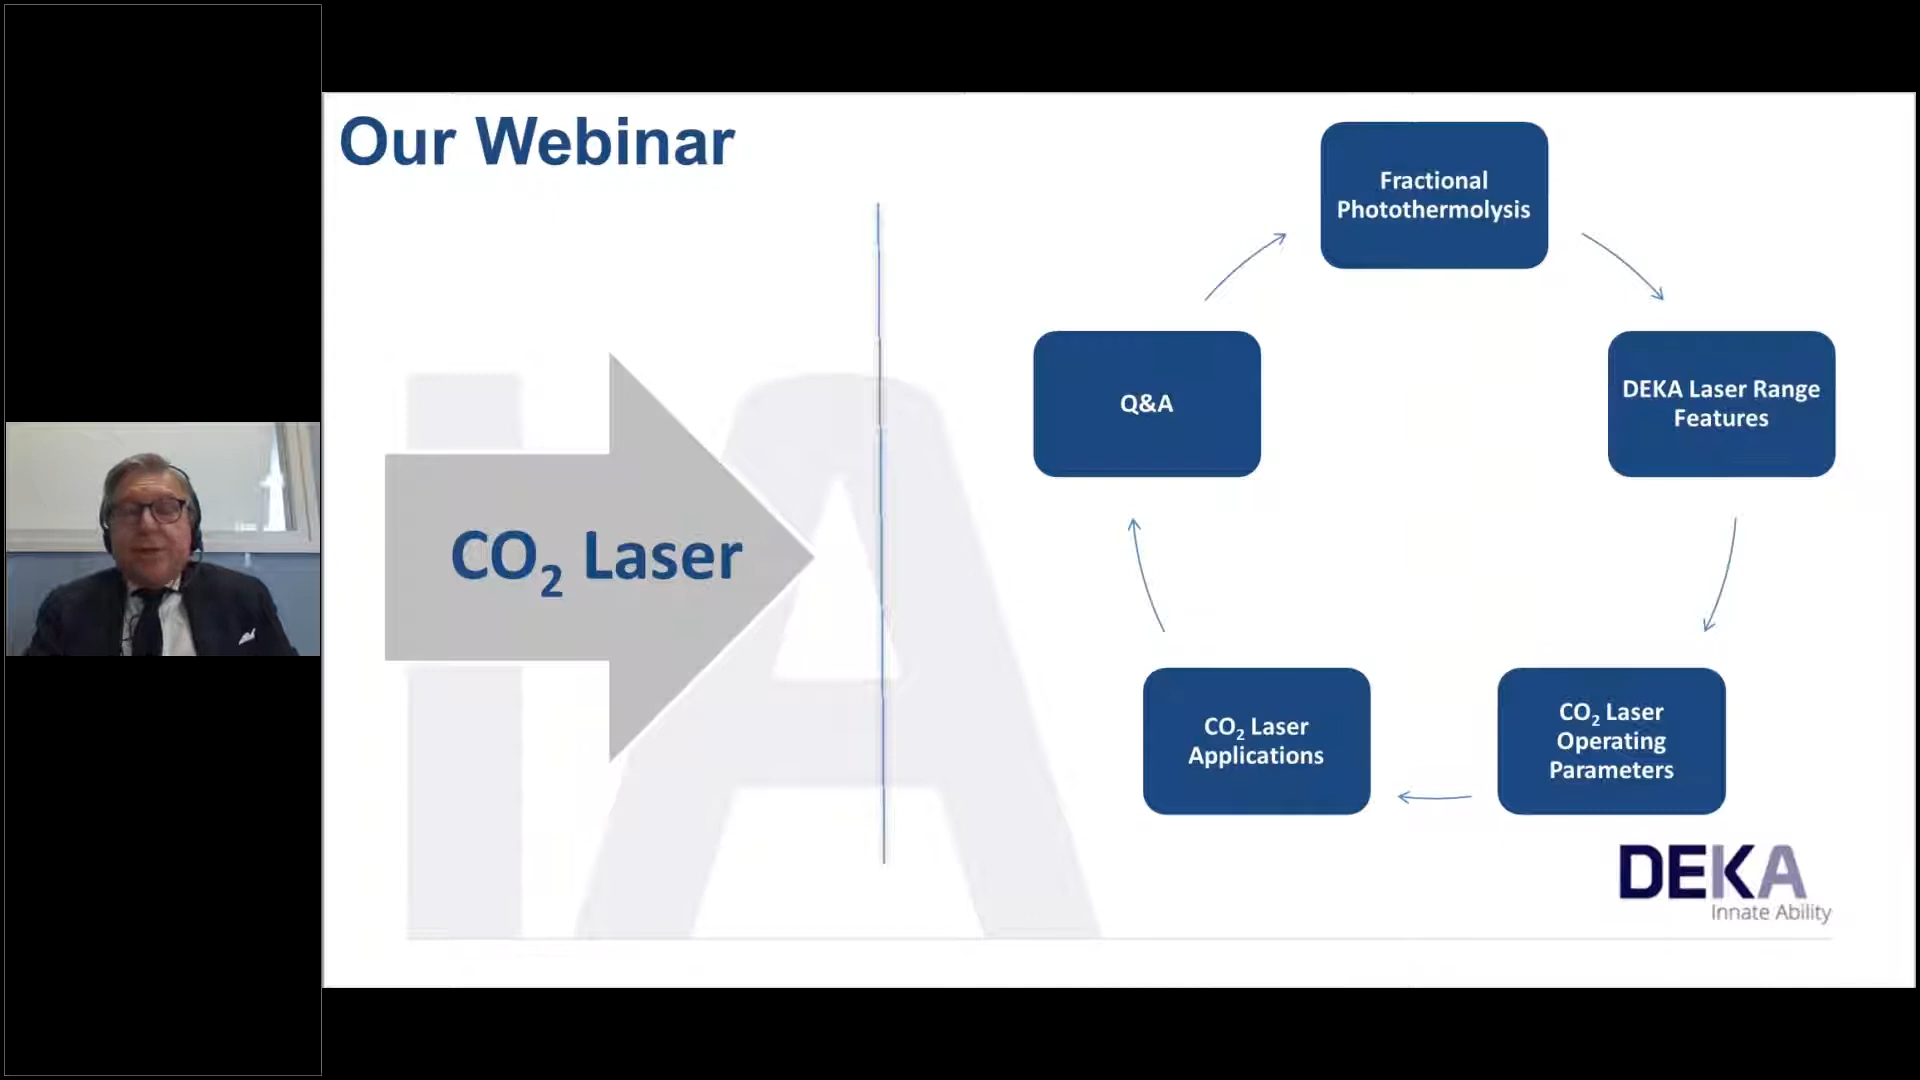 Our Webinar
CO₂ Laser
Fractional
Photothermolysis
DEKA Laser Range
Features
CO₂ Laser
Operating
Parameters
CO₂ Laser
Applications
Q&A
DEKA
Innate Ability
IA